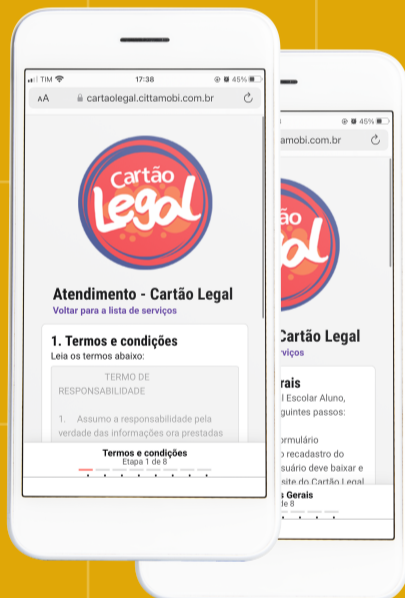 TIM
17:38
45%
AA
cartaolegal.cittamobi.com.br
Cartão
Legal
Atendimento - Cartão Legal
Voltar para a lista de serviços
1. Termos e condições
Leia os termos abaixo:
TERMO DE
RESPONSABILIDADE
1. Assumo a responsabilidade pela
verdade das informações ora prestadas
Termos e condições
Etapa 1 de 8
45%
amobi.com.br
ão
al
Cartão Legal
rviços
rais
l Escolar Aluno,
guintes passos:
ormulário
o recadastro do
suário deve baixar e
site do Cartão Legal
s Gerais
de 8